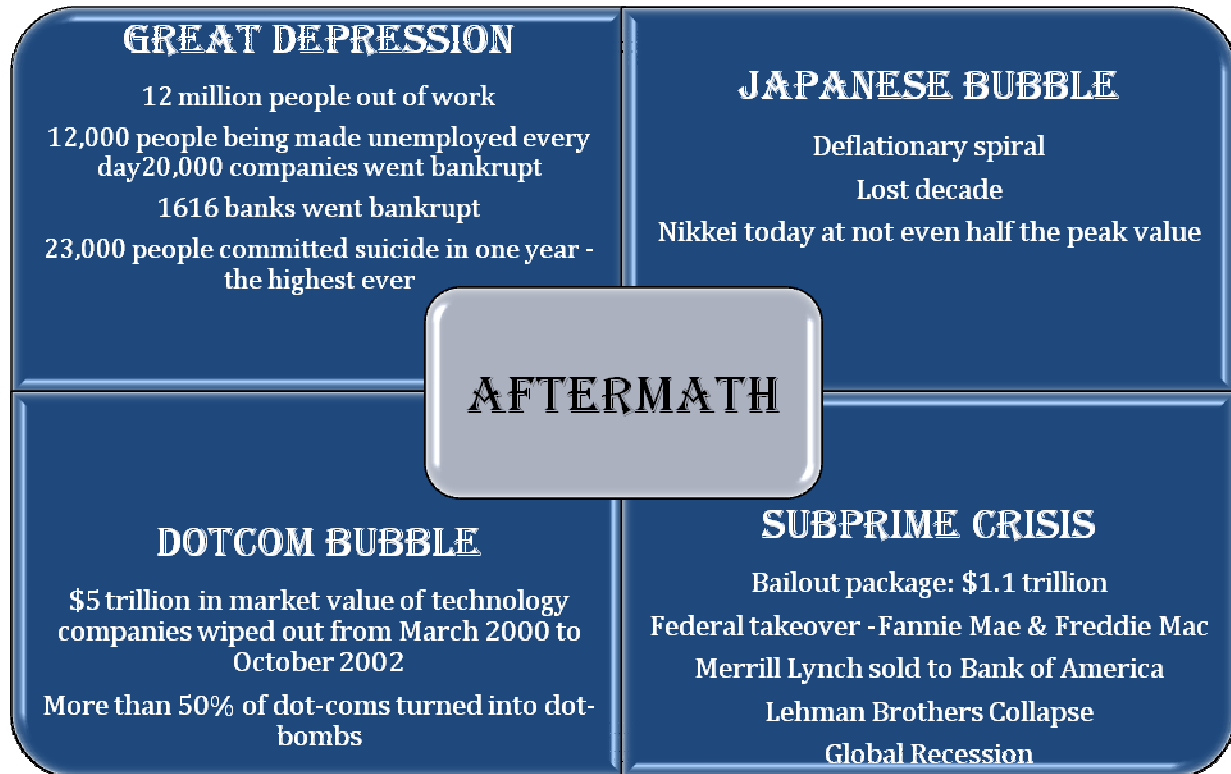 GREAT DEPRESSION
12 million people out of work
12,000 people being made unemployed every
day20,000 companies went bankrupt
1616 banks went bankrupt
23,000 people committed suicide in one year -
the highest ever
JAPANESE BUBBLE
Deflationary spiral
Lost decade
Nikkei today at not even half the peak value
AFTERMATH
DOTCOM BUBBLE
$5 trillion in market value of technology
companies wiped out from March 2000 to
October 2002
More than 50% of dot-coms turned into dot-
bombs
SUBPRIME CRISIS
Bailout package: $1.1 trillion
Federal takeover -Fannie Mae & Freddie Mac
Merrill Lynch sold to Bank of America
Lehman Brothers Collapse
Global Recession